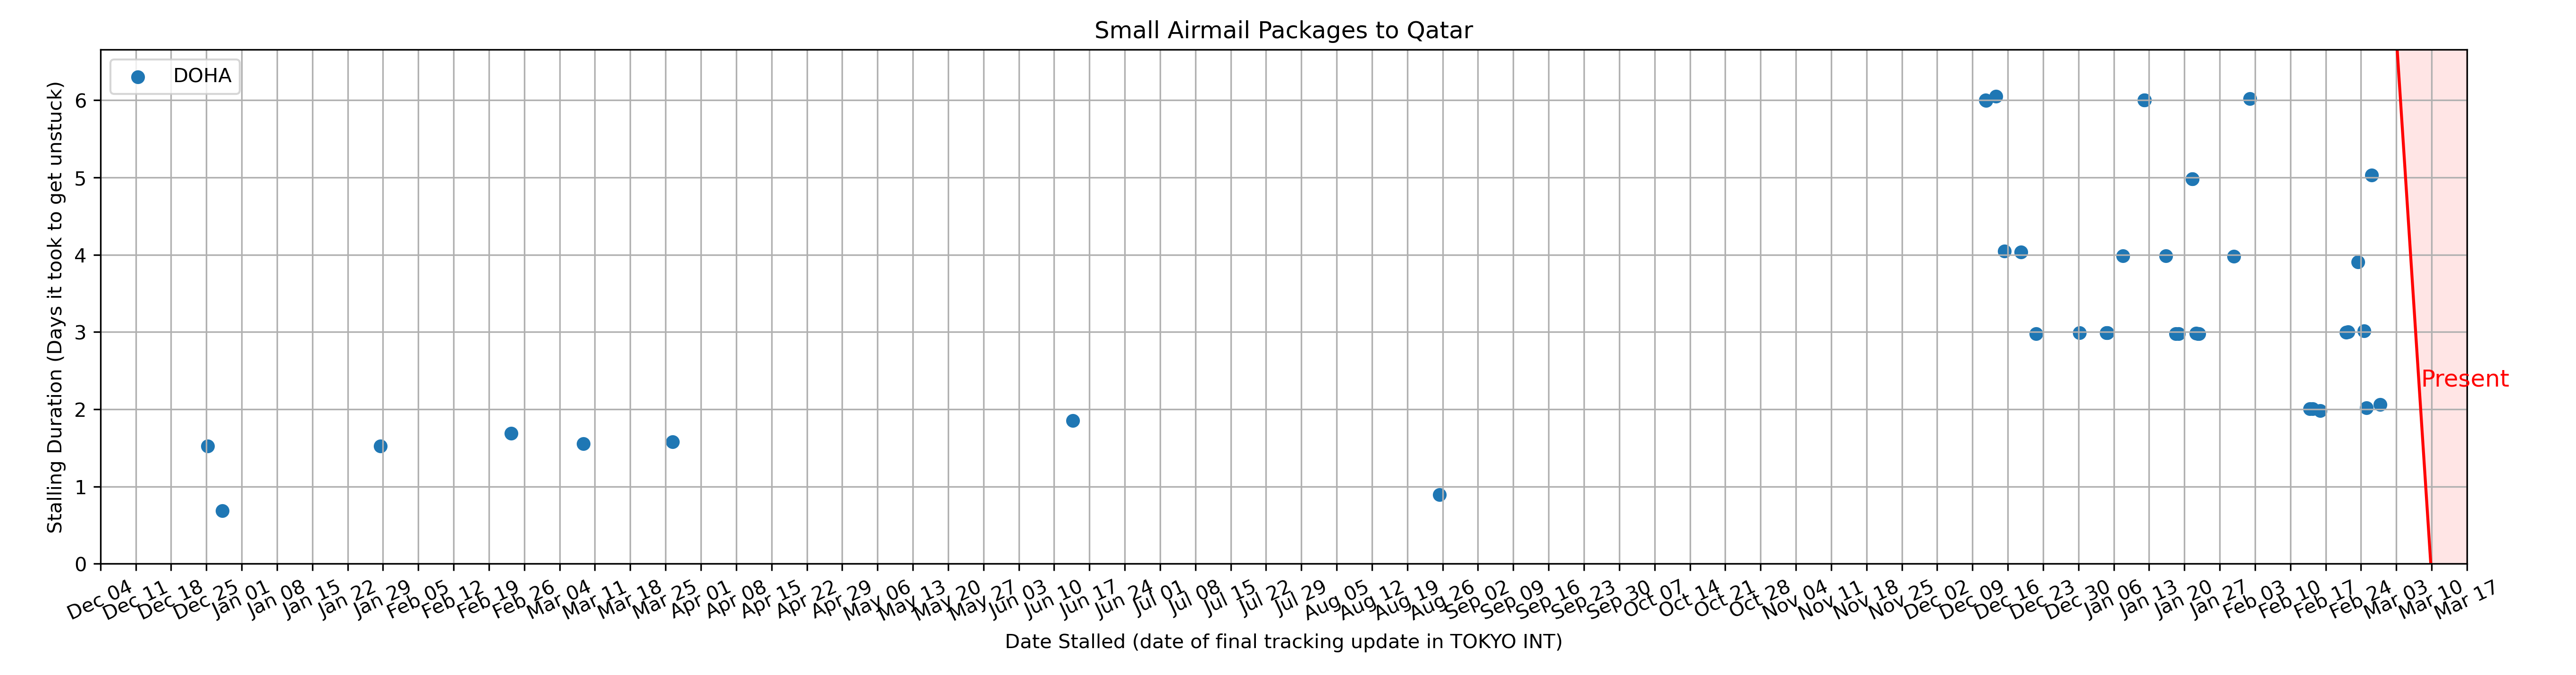 Small Airmail Packages to Qatar
DOHA
Stalling Duration (Days it took to get unstuck)
6
5
4
3
2
1
0
Present
Dec 04
Dec 11
Dec 18
Dec 25
Jan 01
Jan 08
Jan 15
Jan 22
Jan 29
Feb 05
Feb 12
Feb 19
Feb 26
Mar 04
Mar 11
Mar 18
Mar 25
Apr 01
Apr 08
Apr 15
Apr 22
Apr 29
May 06
May 13
May 20
May 27
Jun 03
Jun 10
Jun 17
Jun 24
Jul 01
Jul 08
Jul 15
Jul 22
Jul 29
Aug 05
Aug 12
Aug 19
Aug 26
Sep 02
Sep 09
Sep 16
Sep 23
Sep 30
Oct 07
Oct 14
Oct 21
Oct 28
Nov 04
Nov 11
Nov 18
Nov 25
Dec 02
Dec 09
Dec 16
Dec 23
Dec 30
Jan 06
Jan 13
Jan 20
Jan 27
Feb 03
Feb 10
Feb 17
Feb 24
Mar 03
Mar 10
Mar 17
Date Stalled (date of final tracking update in TOKYO INT)